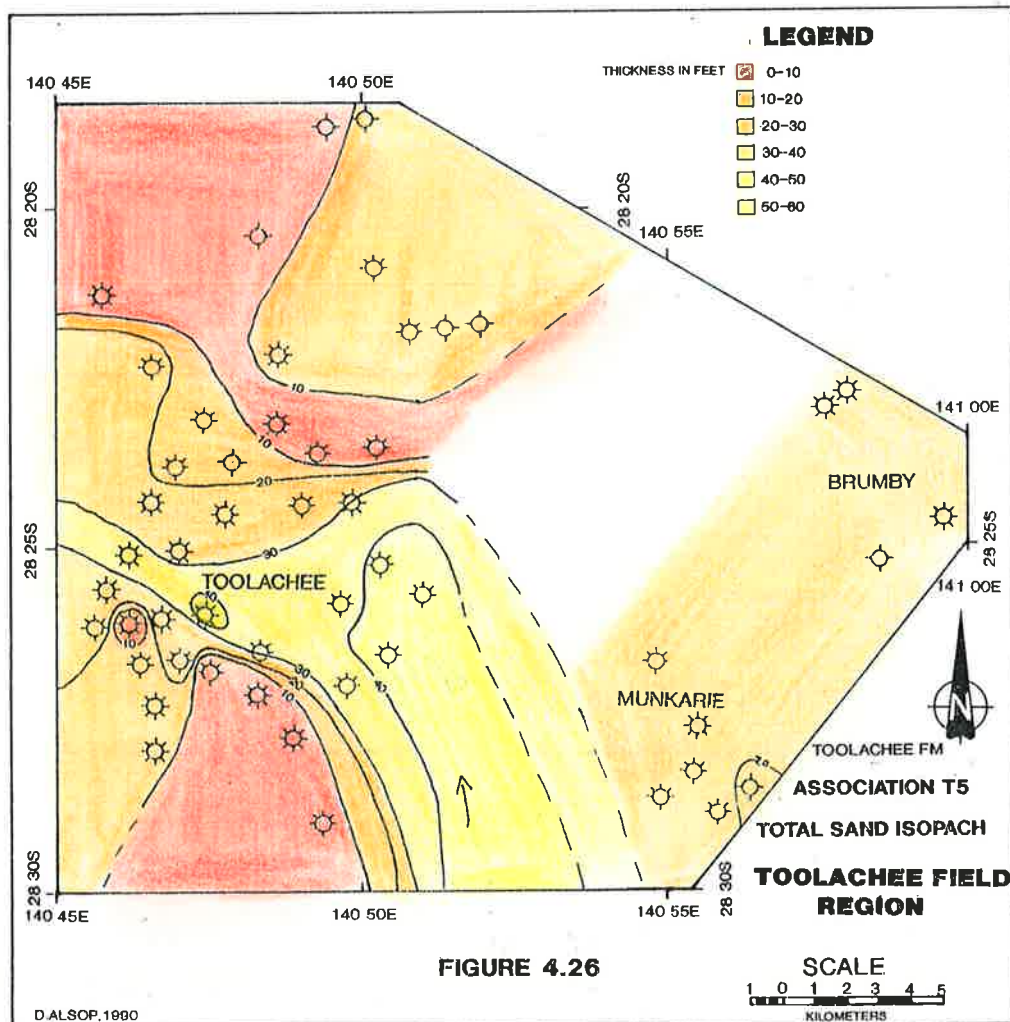 LEGEND
THICKNESS IN FEET
0-10
10-20
20-30
30-40
40-50
50-60
140 45E
140 50E
28 20S
28 20S
140 55E
10
10
20
30
141 00E
BRUMBY
28 25S
28 25S
141 00E
TOOLACHEE
10
30
20
10
40
MUNKARIE
N
TOOLACHEE FM
20
ASSOCIATION T5
TOTAL SAND ISOPACH
TOOLACHEE FIELD
REGION
28 30S
28 30S
140 45E
140 50E
140 55E
FIGURE 4.26
SCALE
1 0 1 2 3 4 5
KILOMETERS
D.ALSOP, 1990